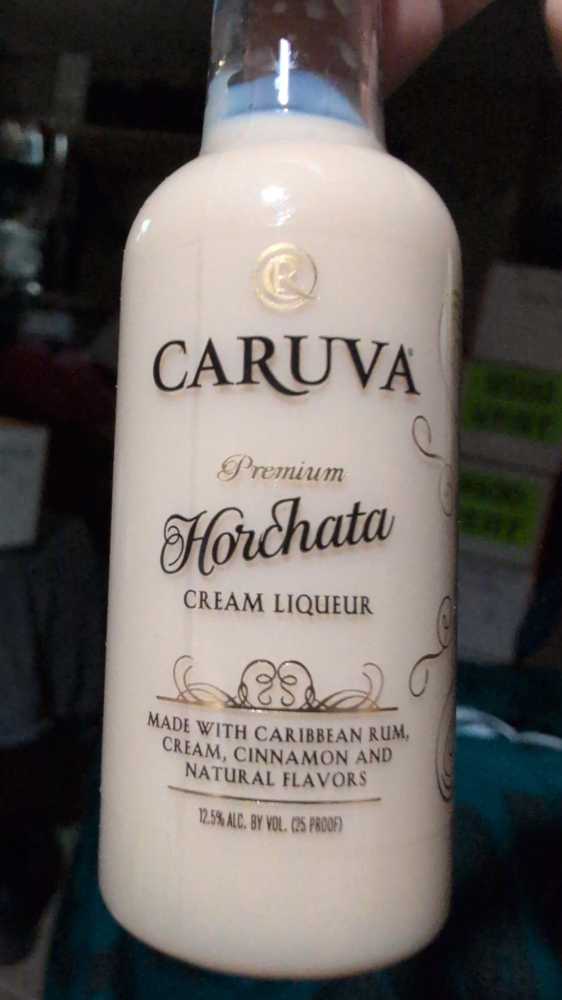 CARUVA
Premium
Horchata
CREAM LIQUEUR
MADE WITH CARIBBEAN RUM,
CREAM, CINNAMON AND
NATURAL FLAVORS
12.5% ALC. BY VOL. (25 PROOF)